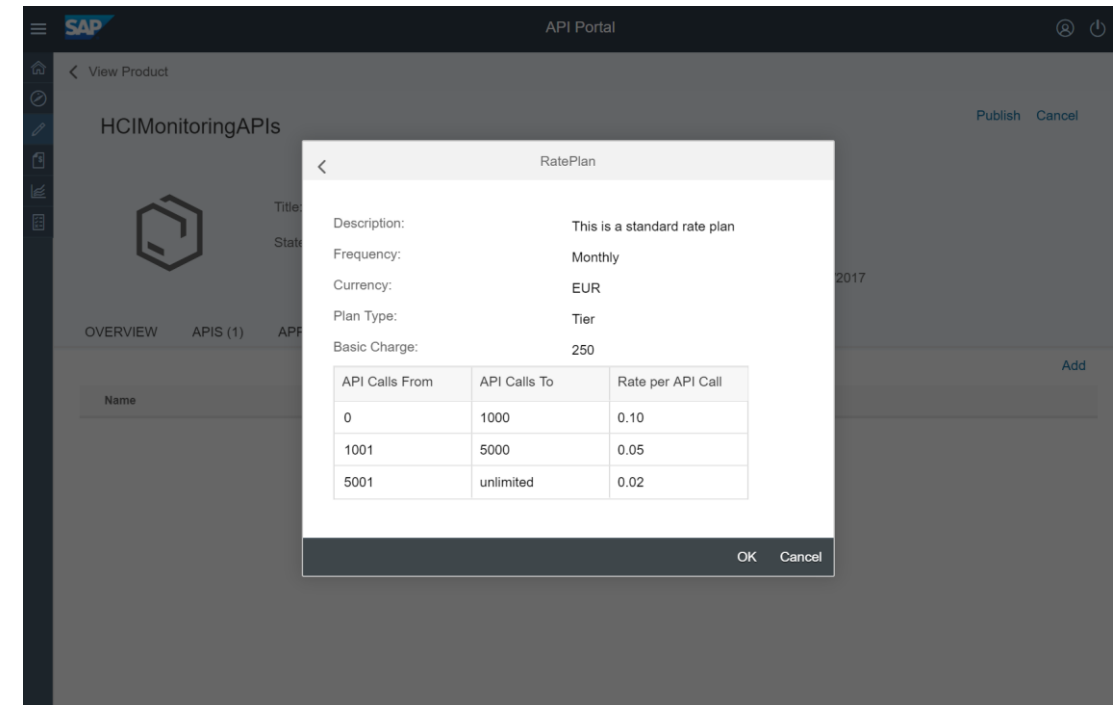 SAP API Portal
View Product
HCIMonitoringAPIs
Publish Cancel
RatePlan
Title:
Description: This is a standard rate plan
State
Frequency: Monthly
Currency: EUR
2017
Plan Type: Tier
OVERVIEW APIS (1)
Basic Charge: 250
Add
API Calls From API Calls To Rate per API Call
Name
0 1000 0.10
1001 5000 0.05
5001 unlimited 0.02
OK Cancel